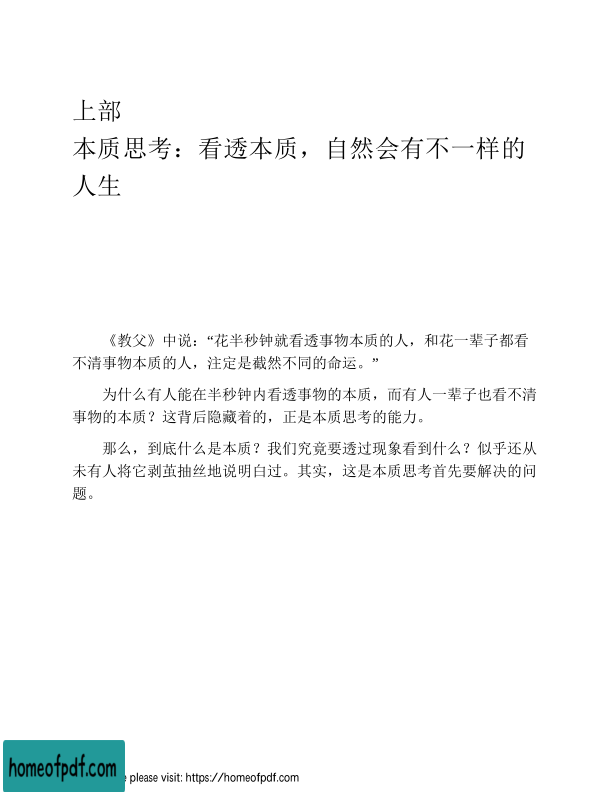 上部
本质思考：看透本质，自然会有不一样的
人生
《教父》中说：“花半秒钟就看透事物本质的人，和花一辈子都看
不清事物本质的人，注定是截然不同的命运。”
为什么有人能在半秒钟内看透事物的本质，而有人一辈子也看不清
事物的本质？这背后隐藏着的，正是本质思考的能力。
那么，到底什么是本质？我们究竟要透过现象看到什么？似乎还从
未有人将它剥茧抽丝地说明白过。其实，这是本质思考首先要解决的问
题。
homeofpdf.com
e please visit: https://homeofpdf.com